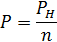 P = P_H / n